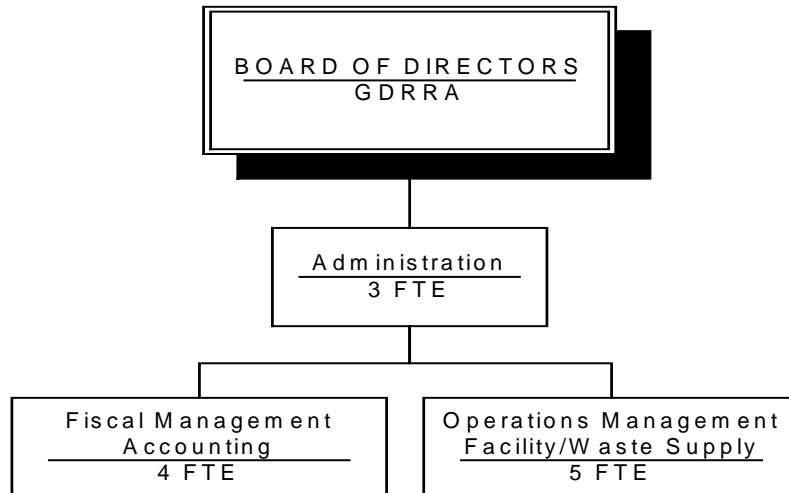 BOARD OF DIRECTORS
GDRRA
Administration
3 FTE
Fiscal Management
Accounting
4 FTE
Operations Management
Facility/Waste Supply
5 FTE